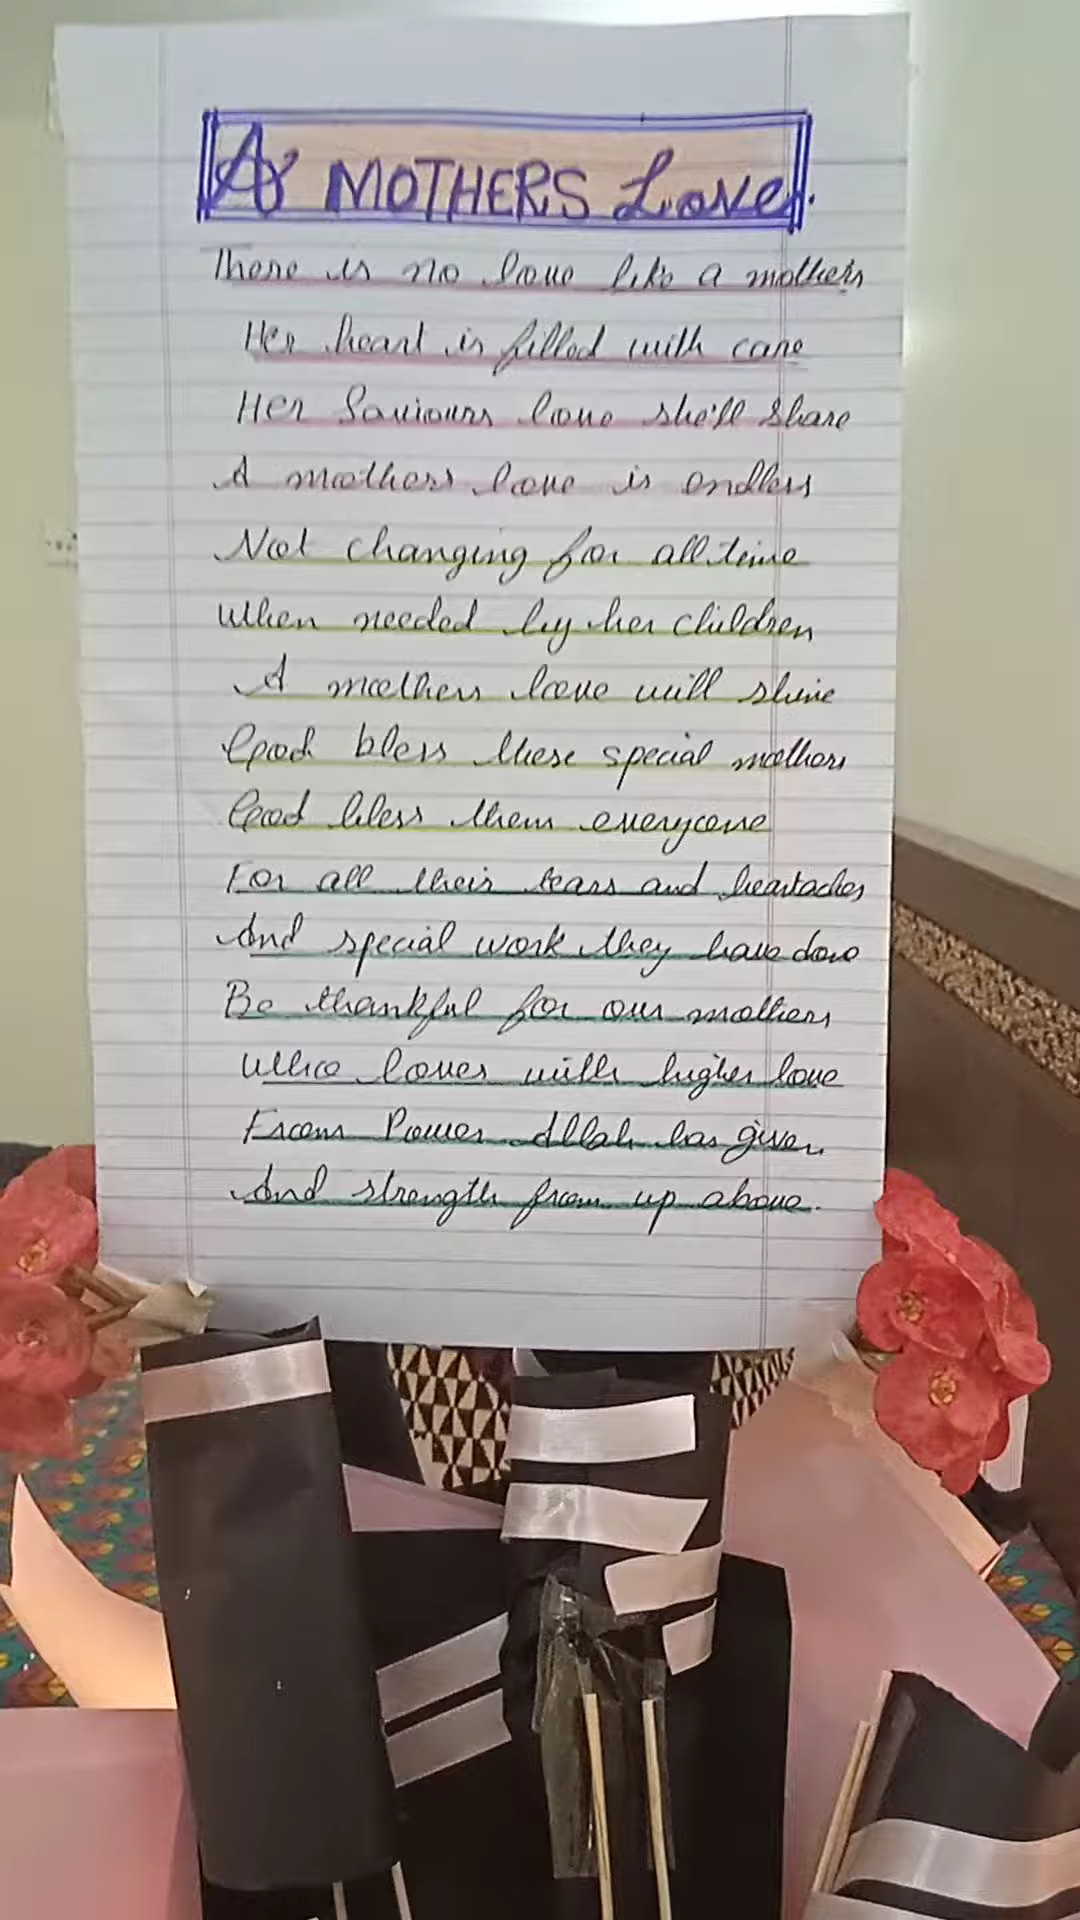 A MOTHERS Love.
There is no love like a mothers
Her heart is filled with care
Her Saviours love she'll share
A mothers love is endless
Not changing for all time
When needed by her children
A mothers love will shine
God bless these special mothers
God bless them everyone
For all their tears and heartaches
And special work they have done
Be thankful for our mothers
Who loves with higher love
From Power Allah has given
And strength from up above.